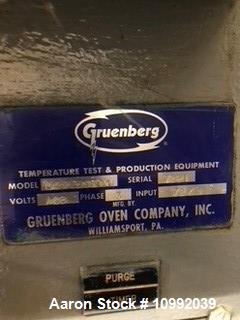 Gruenberg
TEMPERATURE TEST & PRODUCTION EQUIPMENT
MODEL SERIAL
VOLTS PHASE INPUT
MFG. BY
GRUENBERG OVEN COMPANY, INC.
WILLIAMSPORT, PA.
PURGE
TIMER
Aaron Stock # 10992039